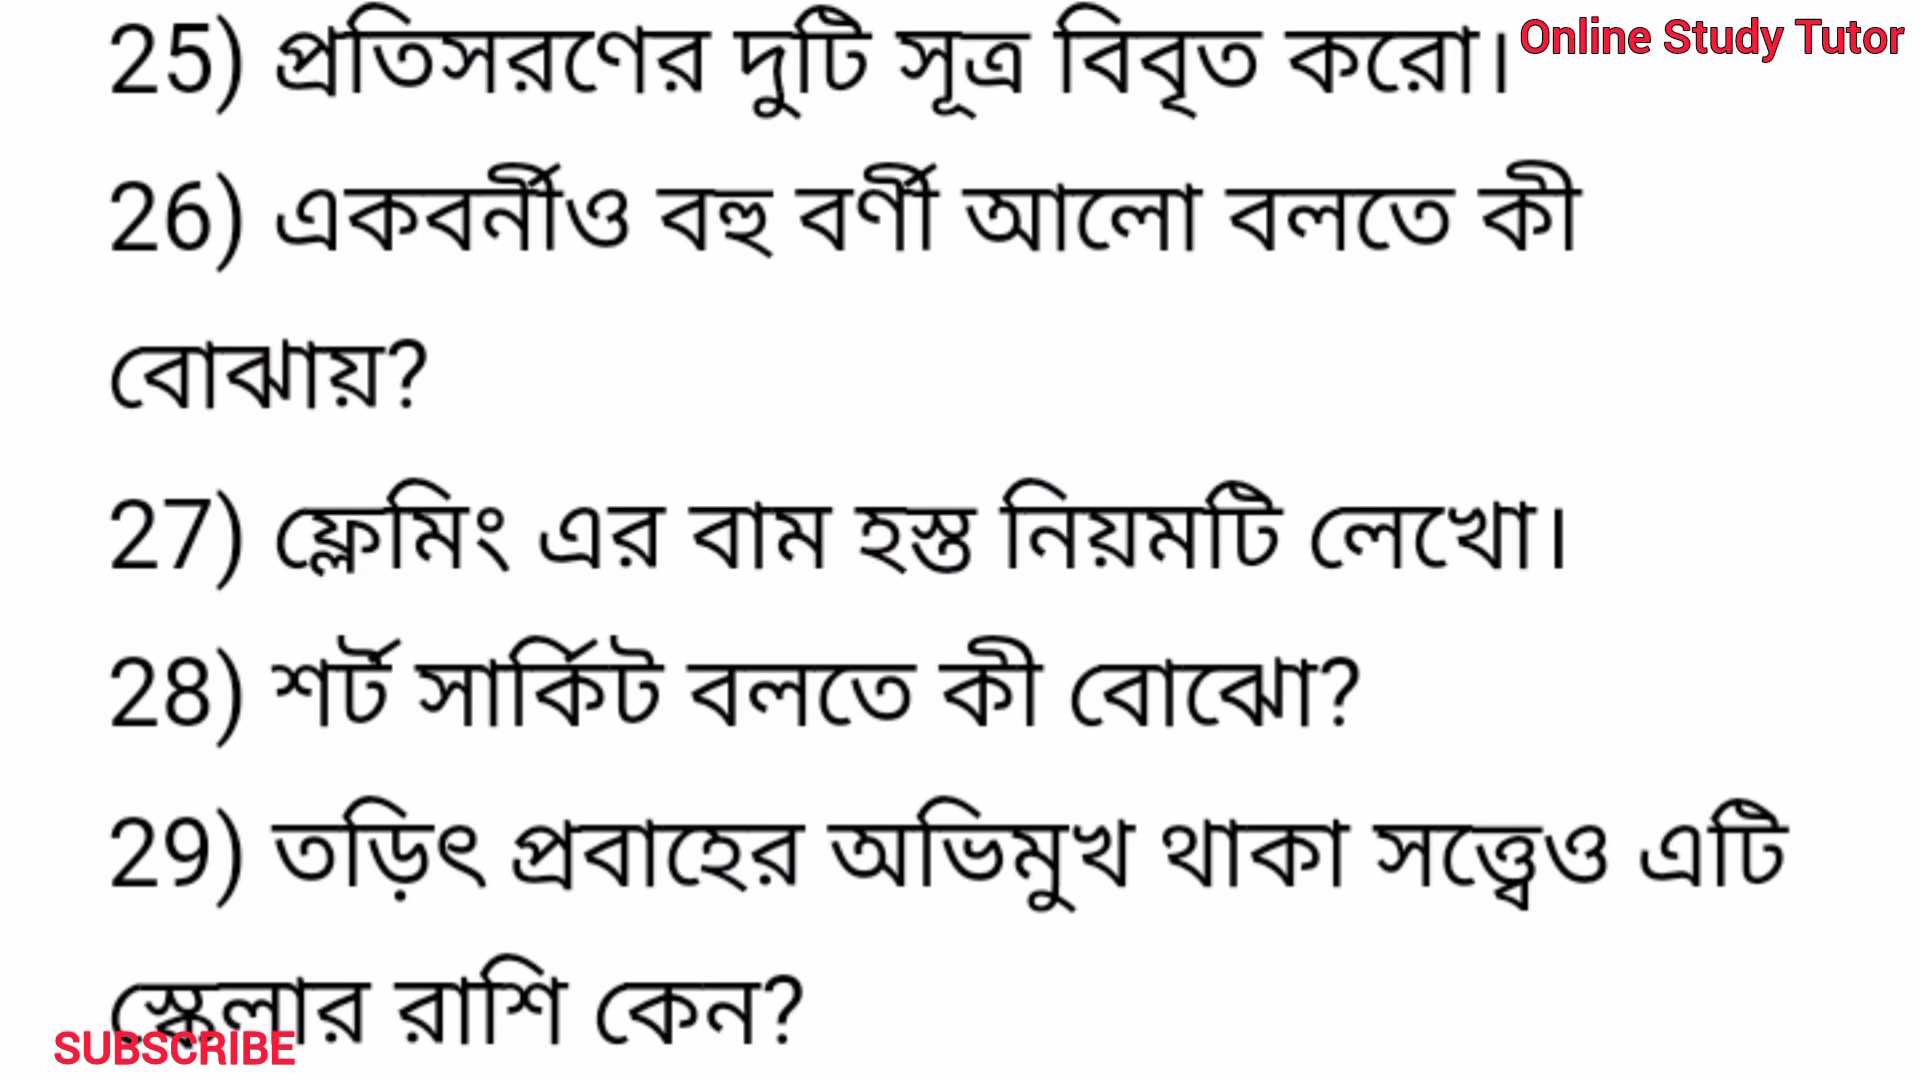 25) প্রতিসরণের দুটি সূত্র বিবৃত করো।
Online Study Tutor
26) একবর্নীও বহু বর্ণী আলো বলতে কী
বোঝায়?
27) ফ্লেমিং এর বাম হস্ত নিয়মটি লেখো।
28) শর্ট সার্কিট বলতে কী বোঝো?
29) তড়িৎ প্রবাহের অভিমুখ থাকা সত্ত্বেও এটি
স্কেলার রাশি কেন?
SUBSCRIBE